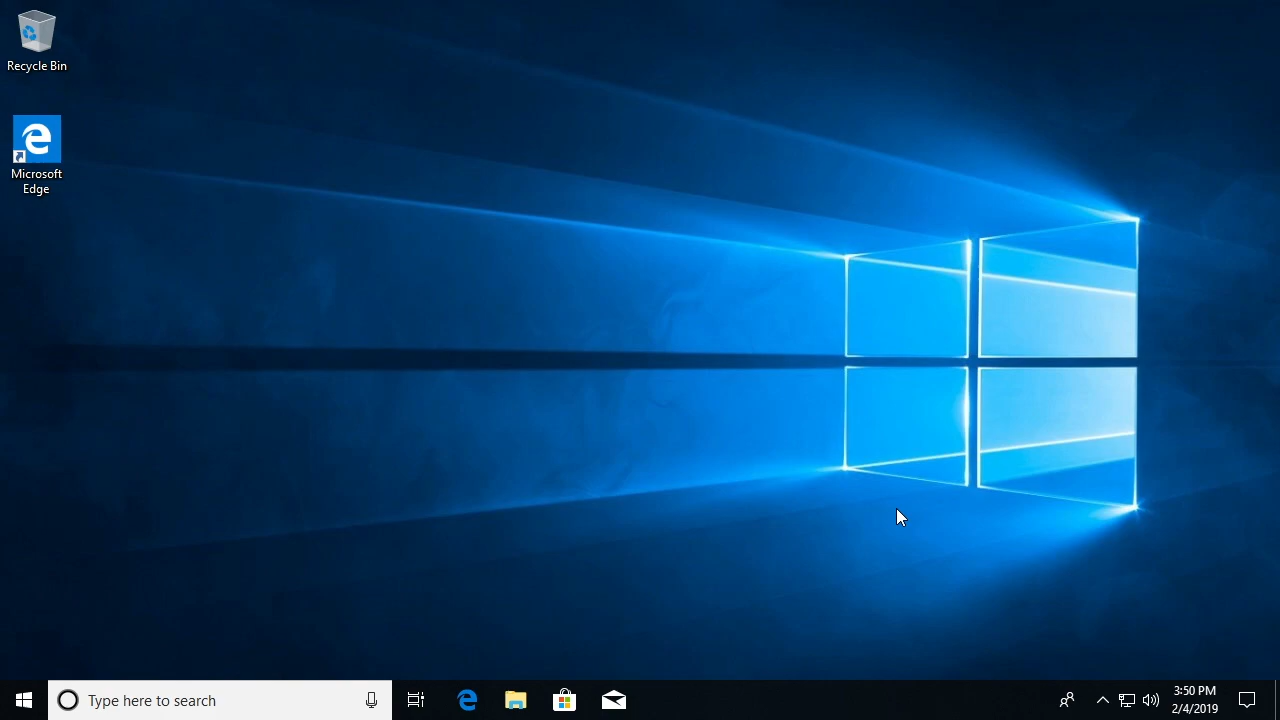 Recycle Bin
Microsoft
Edge
Type here to search
3:50 PM
2/4/2019